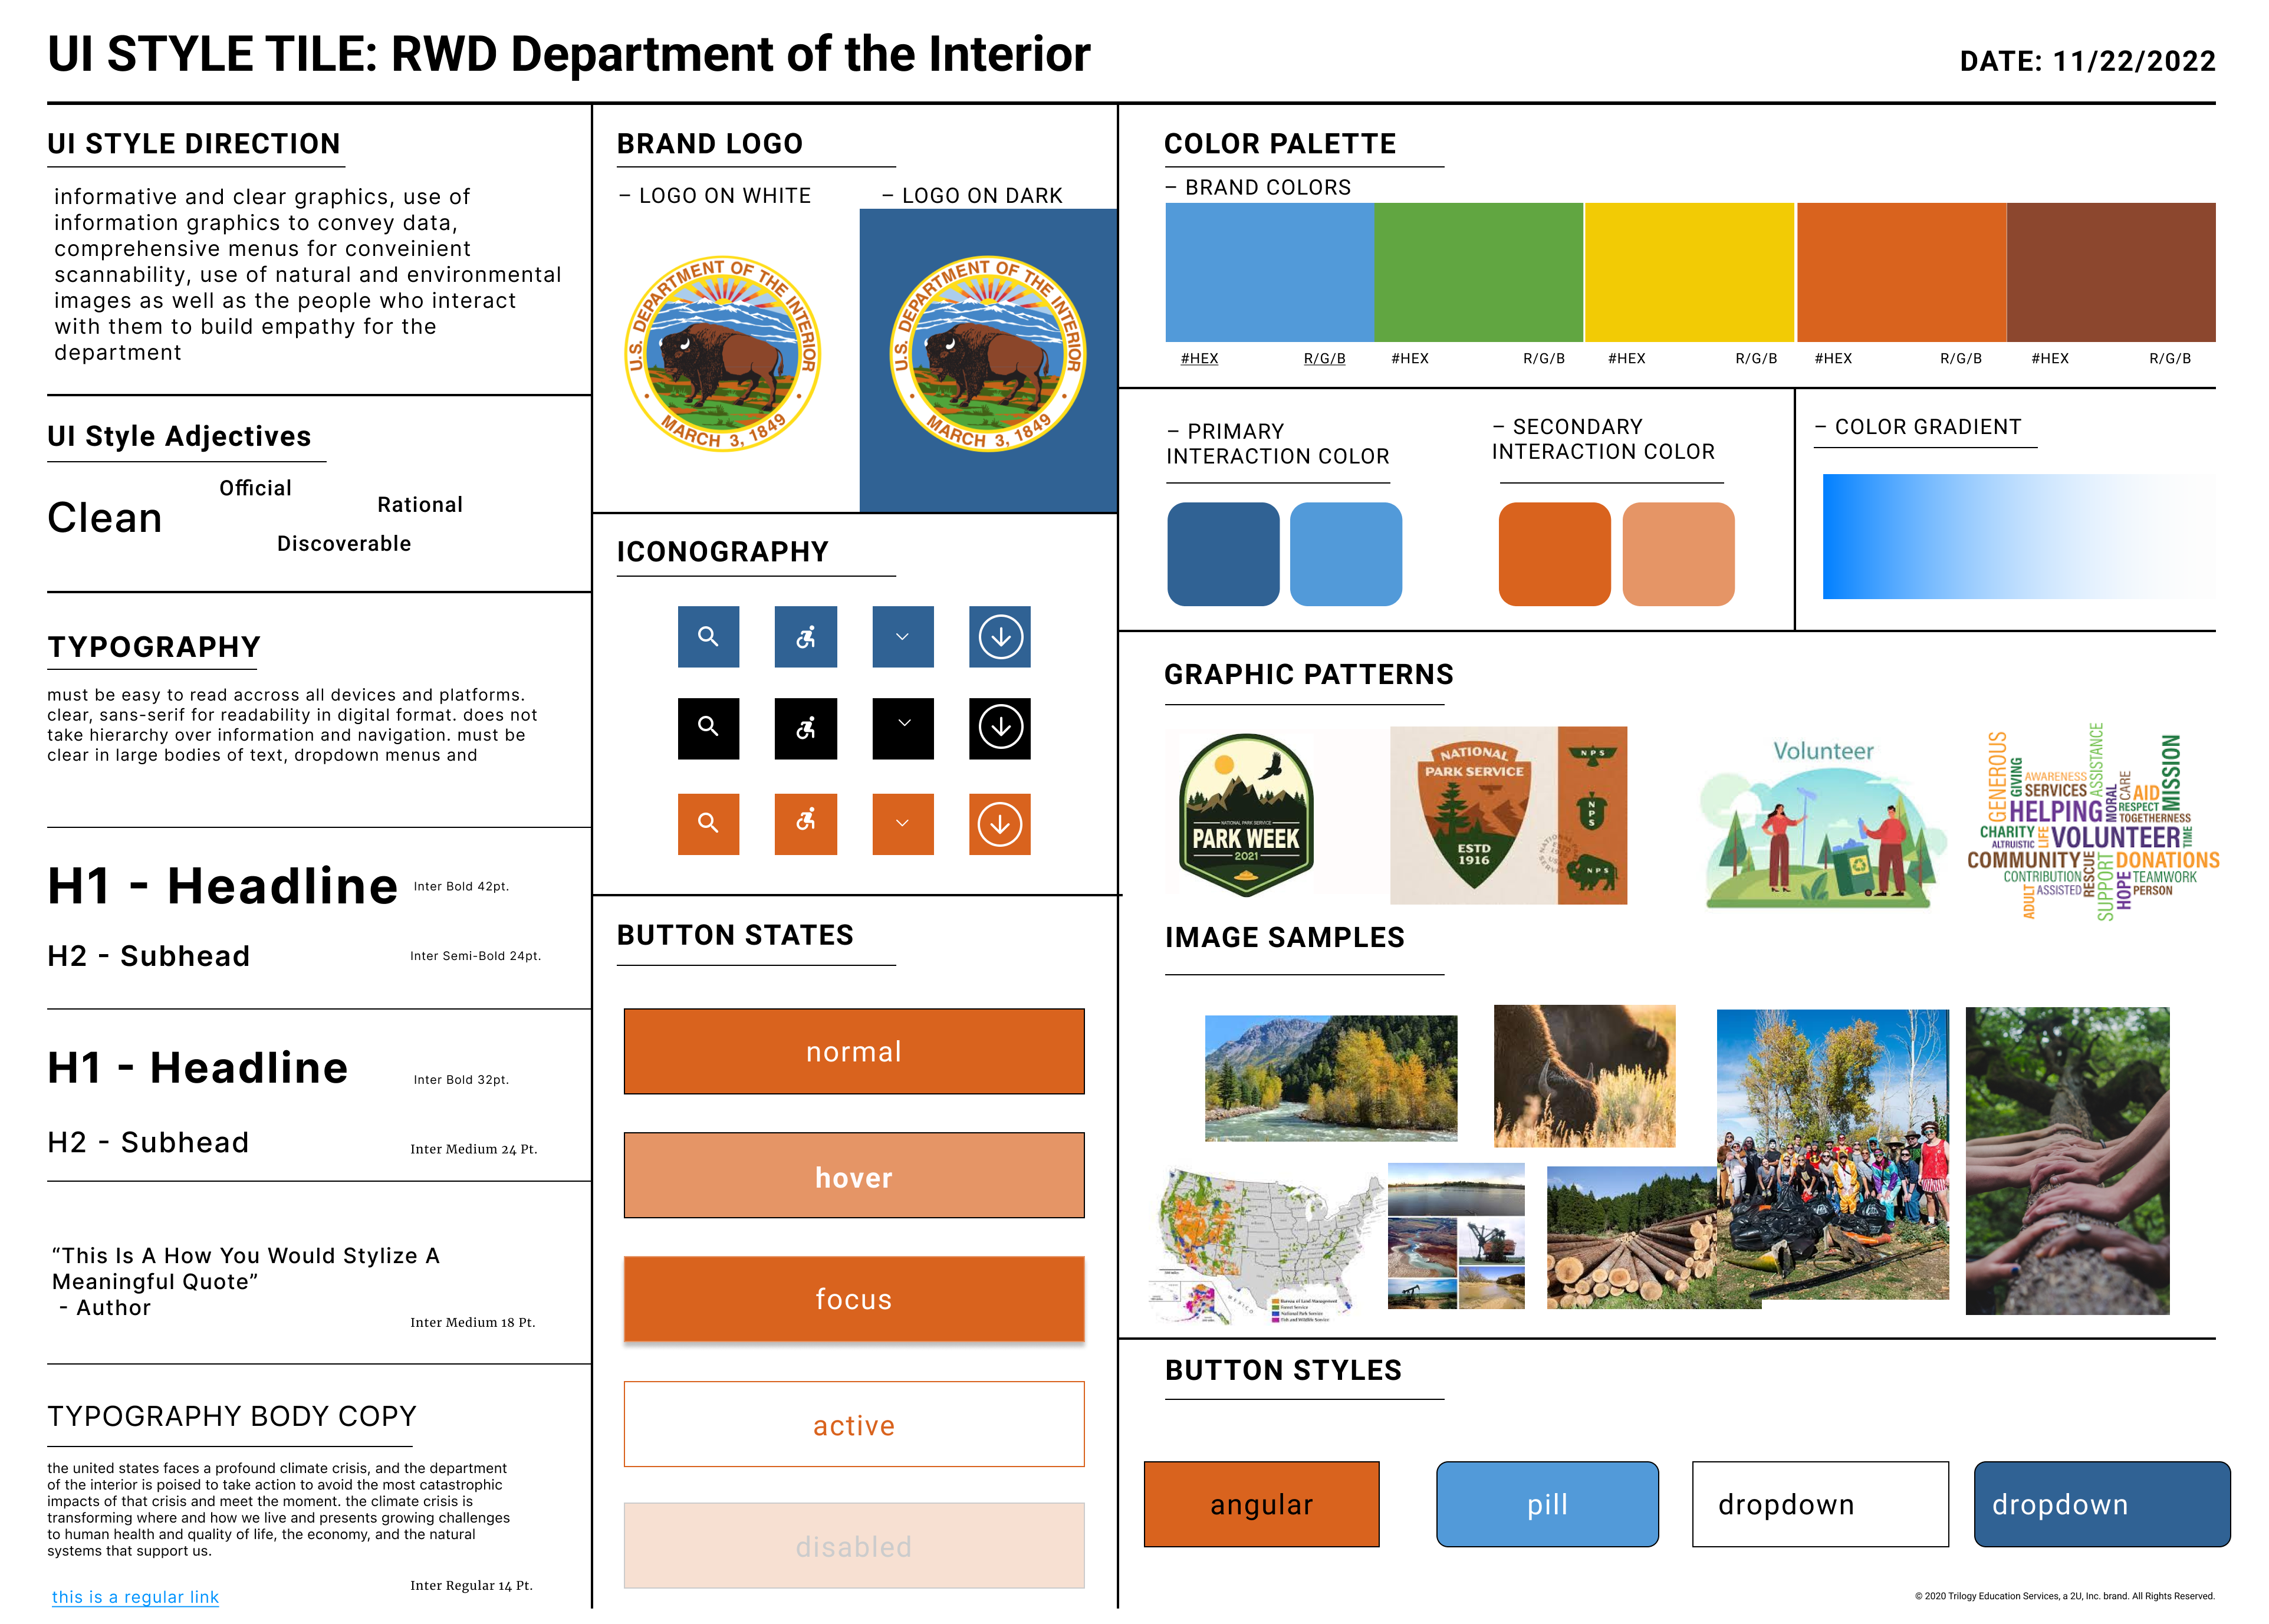 UI STYLE TILE: RWD Department of the Interior
DATE: 11/22/2022
UI STYLE DIRECTION
informative and clear graphics, use of
information graphics to convey data,
comprehensive menus for conveinient
scannability, use of natural and environmental
images as well as the people who interact
with them to build empathy for the
department
UI Style Adjectives
Clean
Official
Rational
Discoverable
TYPOGRAPHY
must be easy to read accross all devices and platforms.
clear, sans-serif for readability in digital format. does not
take hierarchy over information and navigation. must be
clear in large bodies of text, dropdown menus and
H1 - Headline
Inter Bold 42pt.
H2 - Subhead
Inter Semi-Bold 24pt.
H1 - Headline
Inter Bold 32pt.
H2 - Subhead
Inter Medium 24 Pt.
“This Is A How You Would Stylize A
Meaningful Quote”
- Author
Inter Medium 18 Pt.
TYPOGRAPHY BODY COPY
the united states faces a profound climate crisis, and the department
of the interior is poised to take action to avoid the most catastrophic
impacts of that crisis and meet the moment. the climate crisis is
transforming where and how we live and presents growing challenges
to human health and quality of life, the economy, and the natural
systems that support us.
Inter Regular 14 Pt.
this is a regular link
BRAND LOGO
– LOGO ON WHITE
– LOGO ON DARK
U.S. DEPARTMENT OF THE INTERIOR
MARCH 3, 1849
U.S. DEPARTMENT OF THE INTERIOR
MARCH 3, 1849
ICONOGRAPHY
BUTTON STATES
normal
hover
focus
active
disabled
COLOR PALETTE
– BRAND COLORS
#HEX R/G/B #HEX R/G/B #HEX R/G/B #HEX R/G/B #HEX R/G/B
– PRIMARY
INTERACTION COLOR
– SECONDARY
INTERACTION COLOR
– COLOR GRADIENT
GRAPHIC PATTERNS
NATIONAL PARK SERVICE
PARK WEEK
2021
NATIONAL
PARK SERVICE
ESTD
1916
NPS
N
P
S
NPS
Volunteer
GENEROUS
GIVING
AWARENESS
SERVICES
ASSISTANCE
HELPING
MORAL
CARE
AID
RESPECT
TOGETHERNESS
MISSION
CHARITY
ALTRUISTIC
LIFE
VOLUNTEER
TIME
COMMUNITY
RESCUE
SUPPORT
DONATIONS
CONTRIBUTION
HOPE
TEAMWORK
ADULT
ASSISTED
PERSON
IMAGE SAMPLES
MEXICO
Bureau of Land Management
Forest Service
National Park Service
Fish and Wildlife Service
BUTTON STYLES
angular
pill
dropdown
dropdown
© 2020 Trilogy Education Services, a 2U, Inc. brand. All Rights Reserved.